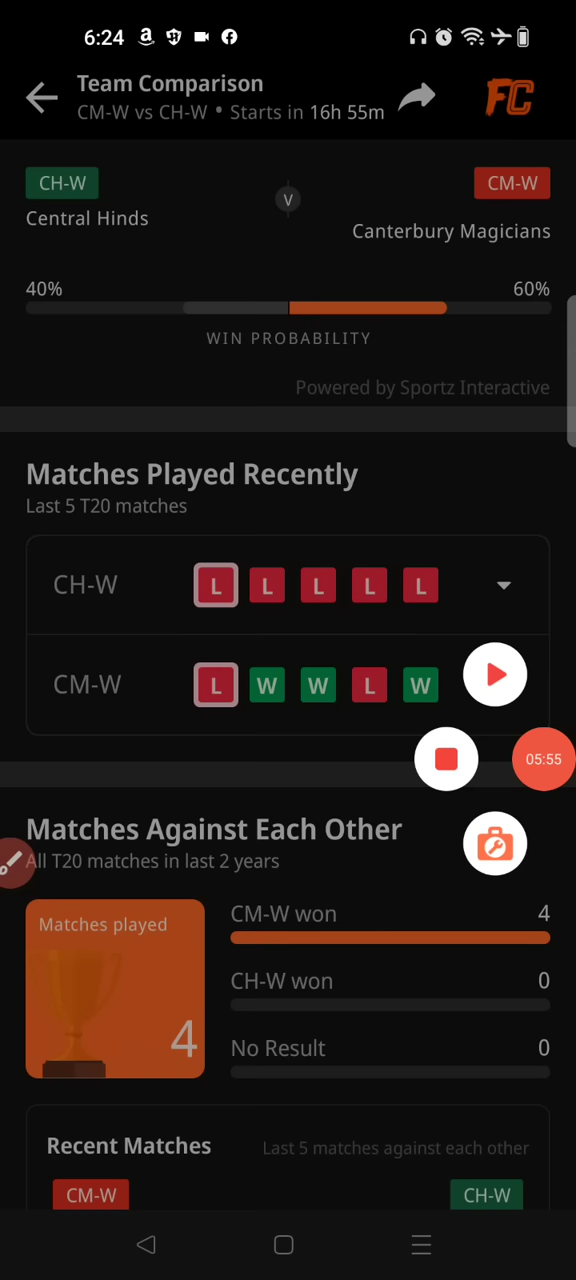 6:24
Team Comparison
CM-W vs CH-W • Starts in 16h 55m
FC
CH-W
CM-W
V
Central Hinds
Canterbury Magicians
40%
60%
WIN PROBABILITY
Powered by Sportz Interactive
Matches Played Recently
Last 5 T20 matches
CH-W L L L L L
CM-W L W W L W
05:55
Matches Against Each Other
All T20 matches in last 2 years
Matches played
4
CM-W won 4
CH-W won 0
No Result 0
Recent Matches Last 5 matches against each other
CM-W CH-W